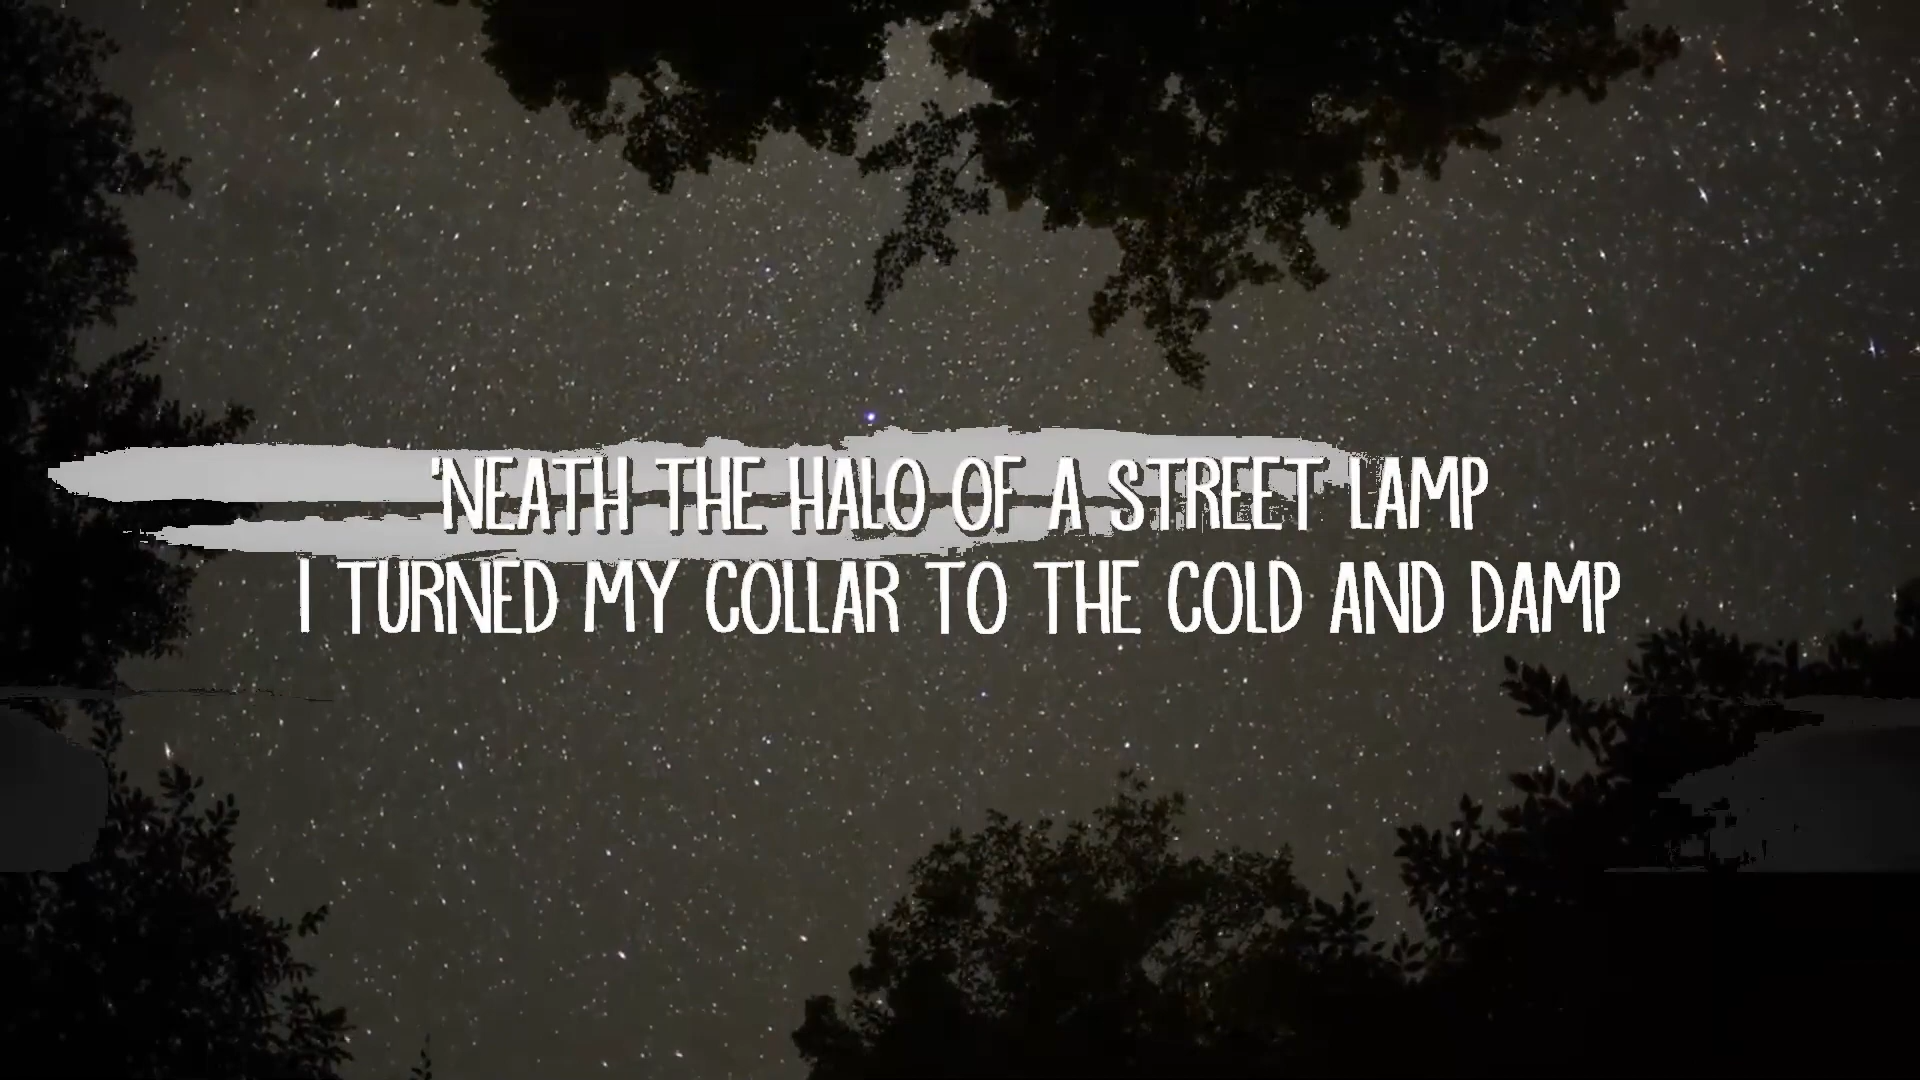 'NEATH THE HALO OF A STREET LAMP
I TURNED MY COLLAR TO THE COLD AND DAMP